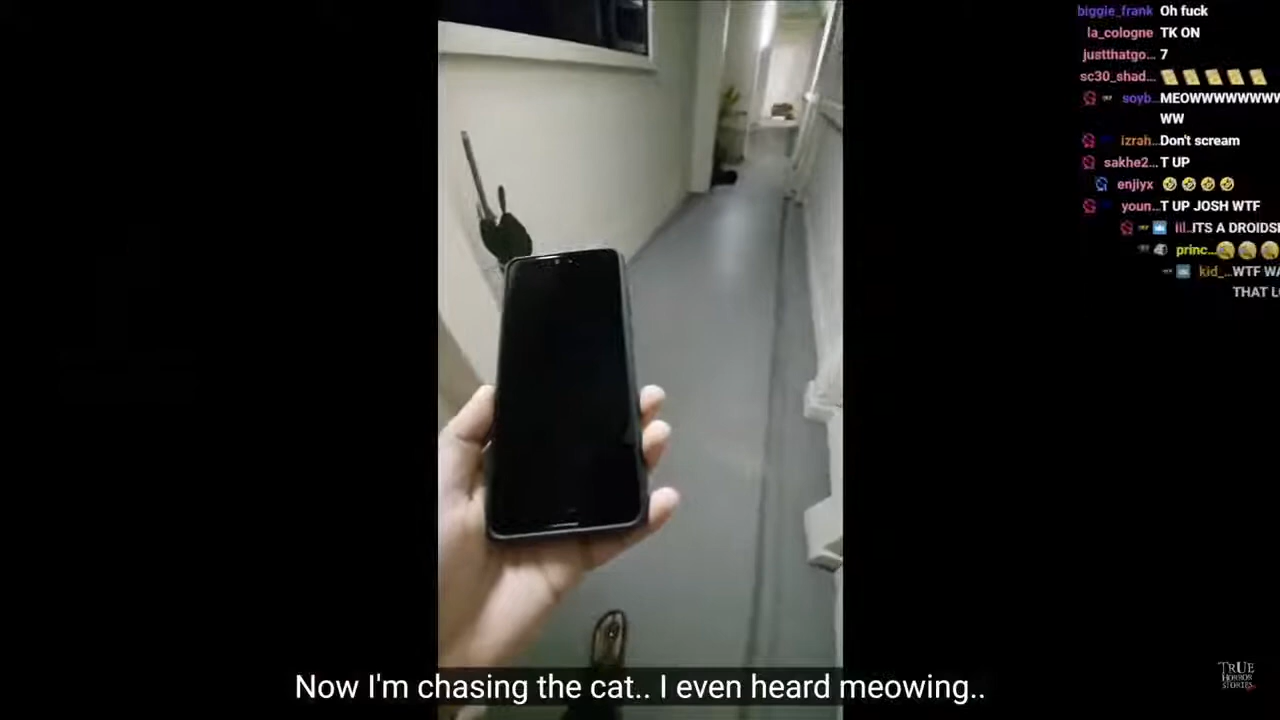 biggie_frank Oh fuck
la_cologne TK ON
justthatgo... 7
sc30_shad...
soyb... MEOWWWWWWWW
WW
izrah... Don't scream
sakhe2... T UP
enjiyx
youn... T UP JOSH WTF
lil... ITS A DROIDS
princ...
kid_... WTF WA
THAT L
Now I'm chasing the cat.. I even heard meowing..
TRUE
HORROR
STORIES